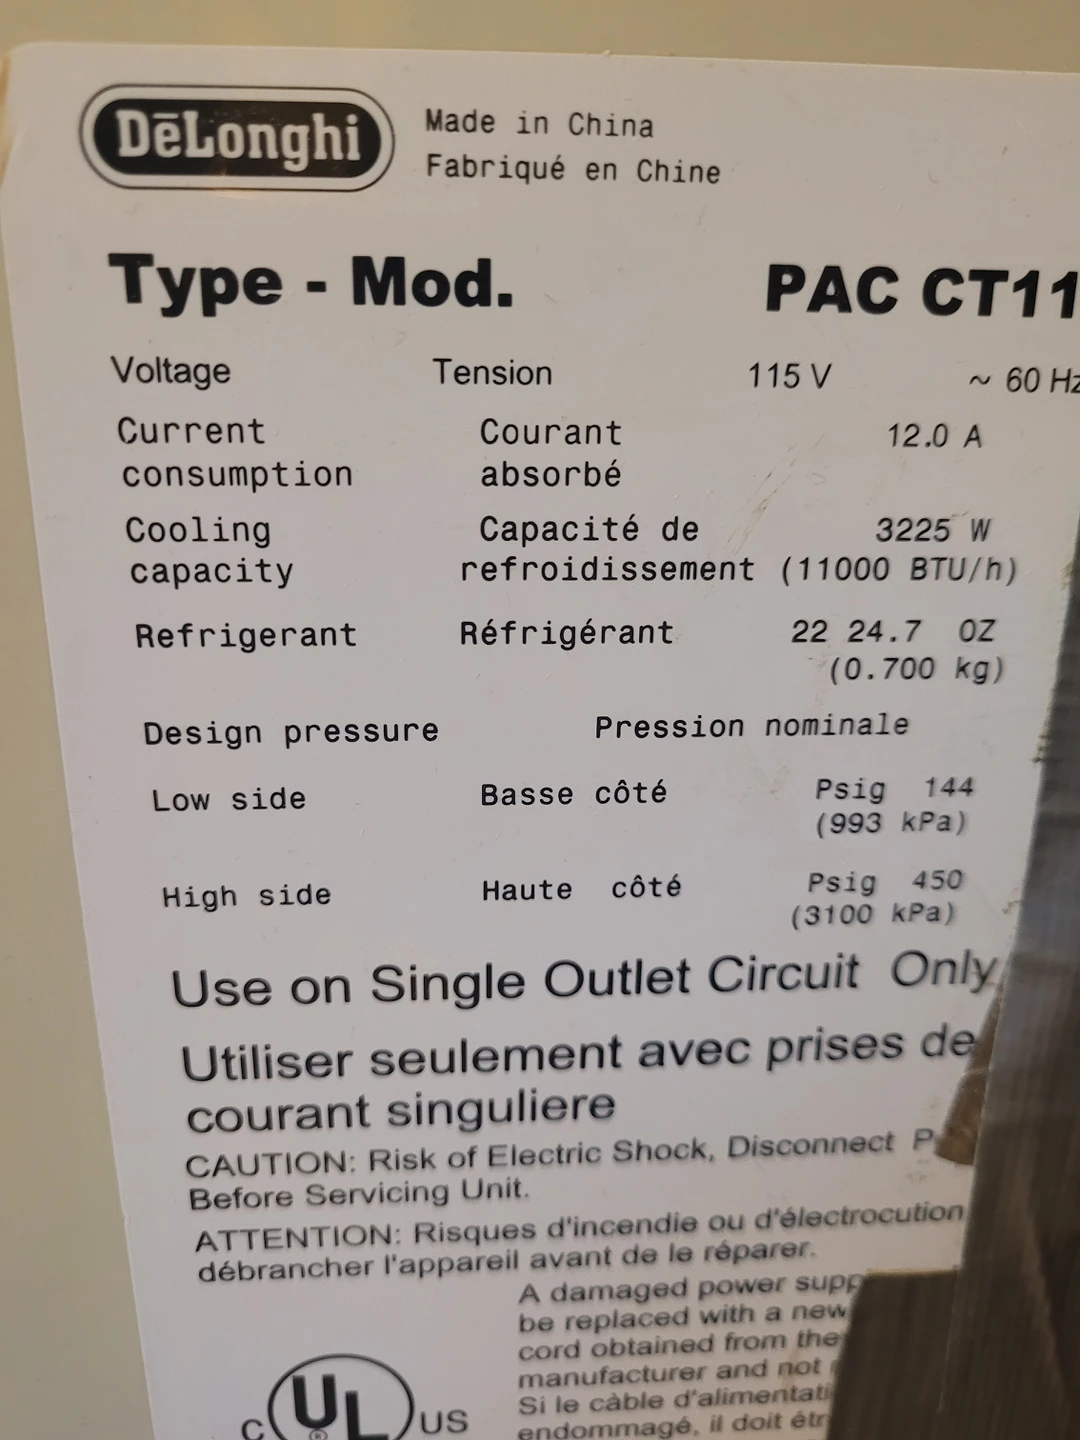 DēLonghi
Made in China
Fabriqué en Chine
Type - Mod. PAC CT11
Voltage Tension 115 V ~ 60 Hz
Current Courant 12.0 A
consumption absorbé
Cooling Capacité de 3225 W
capacity refroidissement (11000 BTU/h)
Refrigerant Réfrigérant 22 24.7 OZ
(0.700 kg)
Design pressure Pression nominale
Low side Basse côté Psig 144
(993 kPa)
High side Haute côté Psig 450
(3100 kPa)
Use on Single Outlet Circuit Only
Utiliser seulement avec prises de
courant singuliere
CAUTION: Risk of Electric Shock, Disconnect
Before Servicing Unit.
ATTENTION: Risques d'incendie ou d'électrocution
débrancher l'appareil avant de le réparer.
A damaged power supp
be replaced with a new
cord obtained from the
manufacturer and not
Si le càble d'alimentati
endommagé, il doit êtr
C UL ® US